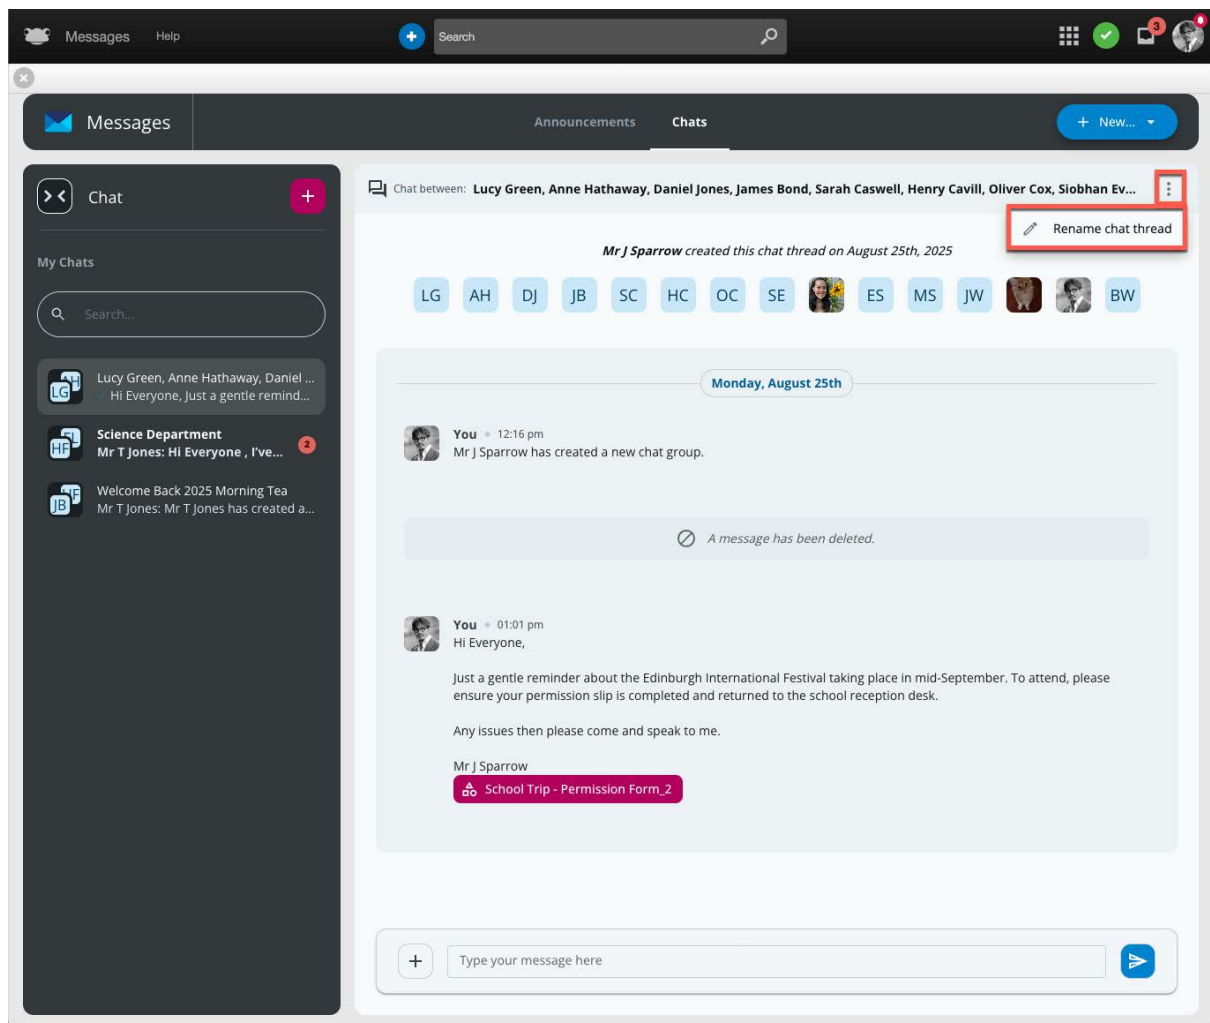 Messages Help Search 3
Messages Announcements Chats + New...
Chat +
My Chats
Search...
LG
Lucy Green, Anne Hathaway, Daniel ...
Hi Everyone, Just a gentle remind...
HF
Science Department
Mr T Jones: Hi Everyone , I've...
2
JB
Welcome Back 2025 Morning Tea
Mr T Jones: Mr T Jones has created a...
Chat between: Lucy Green, Anne Hathaway, Daniel Jones, James Bond, Sarah Caswell, Henry Cavill, Oliver Cox, Siobhan Ev...
Rename chat thread
Mr J Sparrow created this chat thread on August 25th, 2025
LG AH DJ JB SC HC OC SE ES MS JW BW
Monday, August 25th
You 12:16 pm
Mr J Sparrow has created a new chat group.
A message has been deleted.
You 01:01 pm
Hi Everyone,
Just a gentle reminder about the Edinburgh International Festival taking place in mid-September. To attend, please
ensure your permission slip is completed and returned to the school reception desk.
Any issues then please come and speak to me.
Mr J Sparrow
School Trip - Permission Form_2
Type your message here